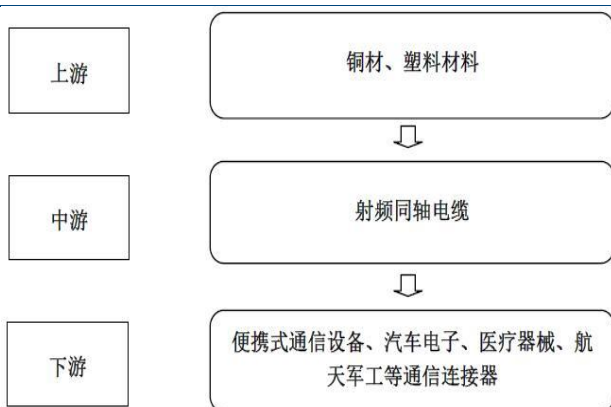 上游
铜材、塑料材料
中游
射频同轴电缆
下游
便携式通信设备、汽车电子、医疗器械、航
天军工等通信连接器